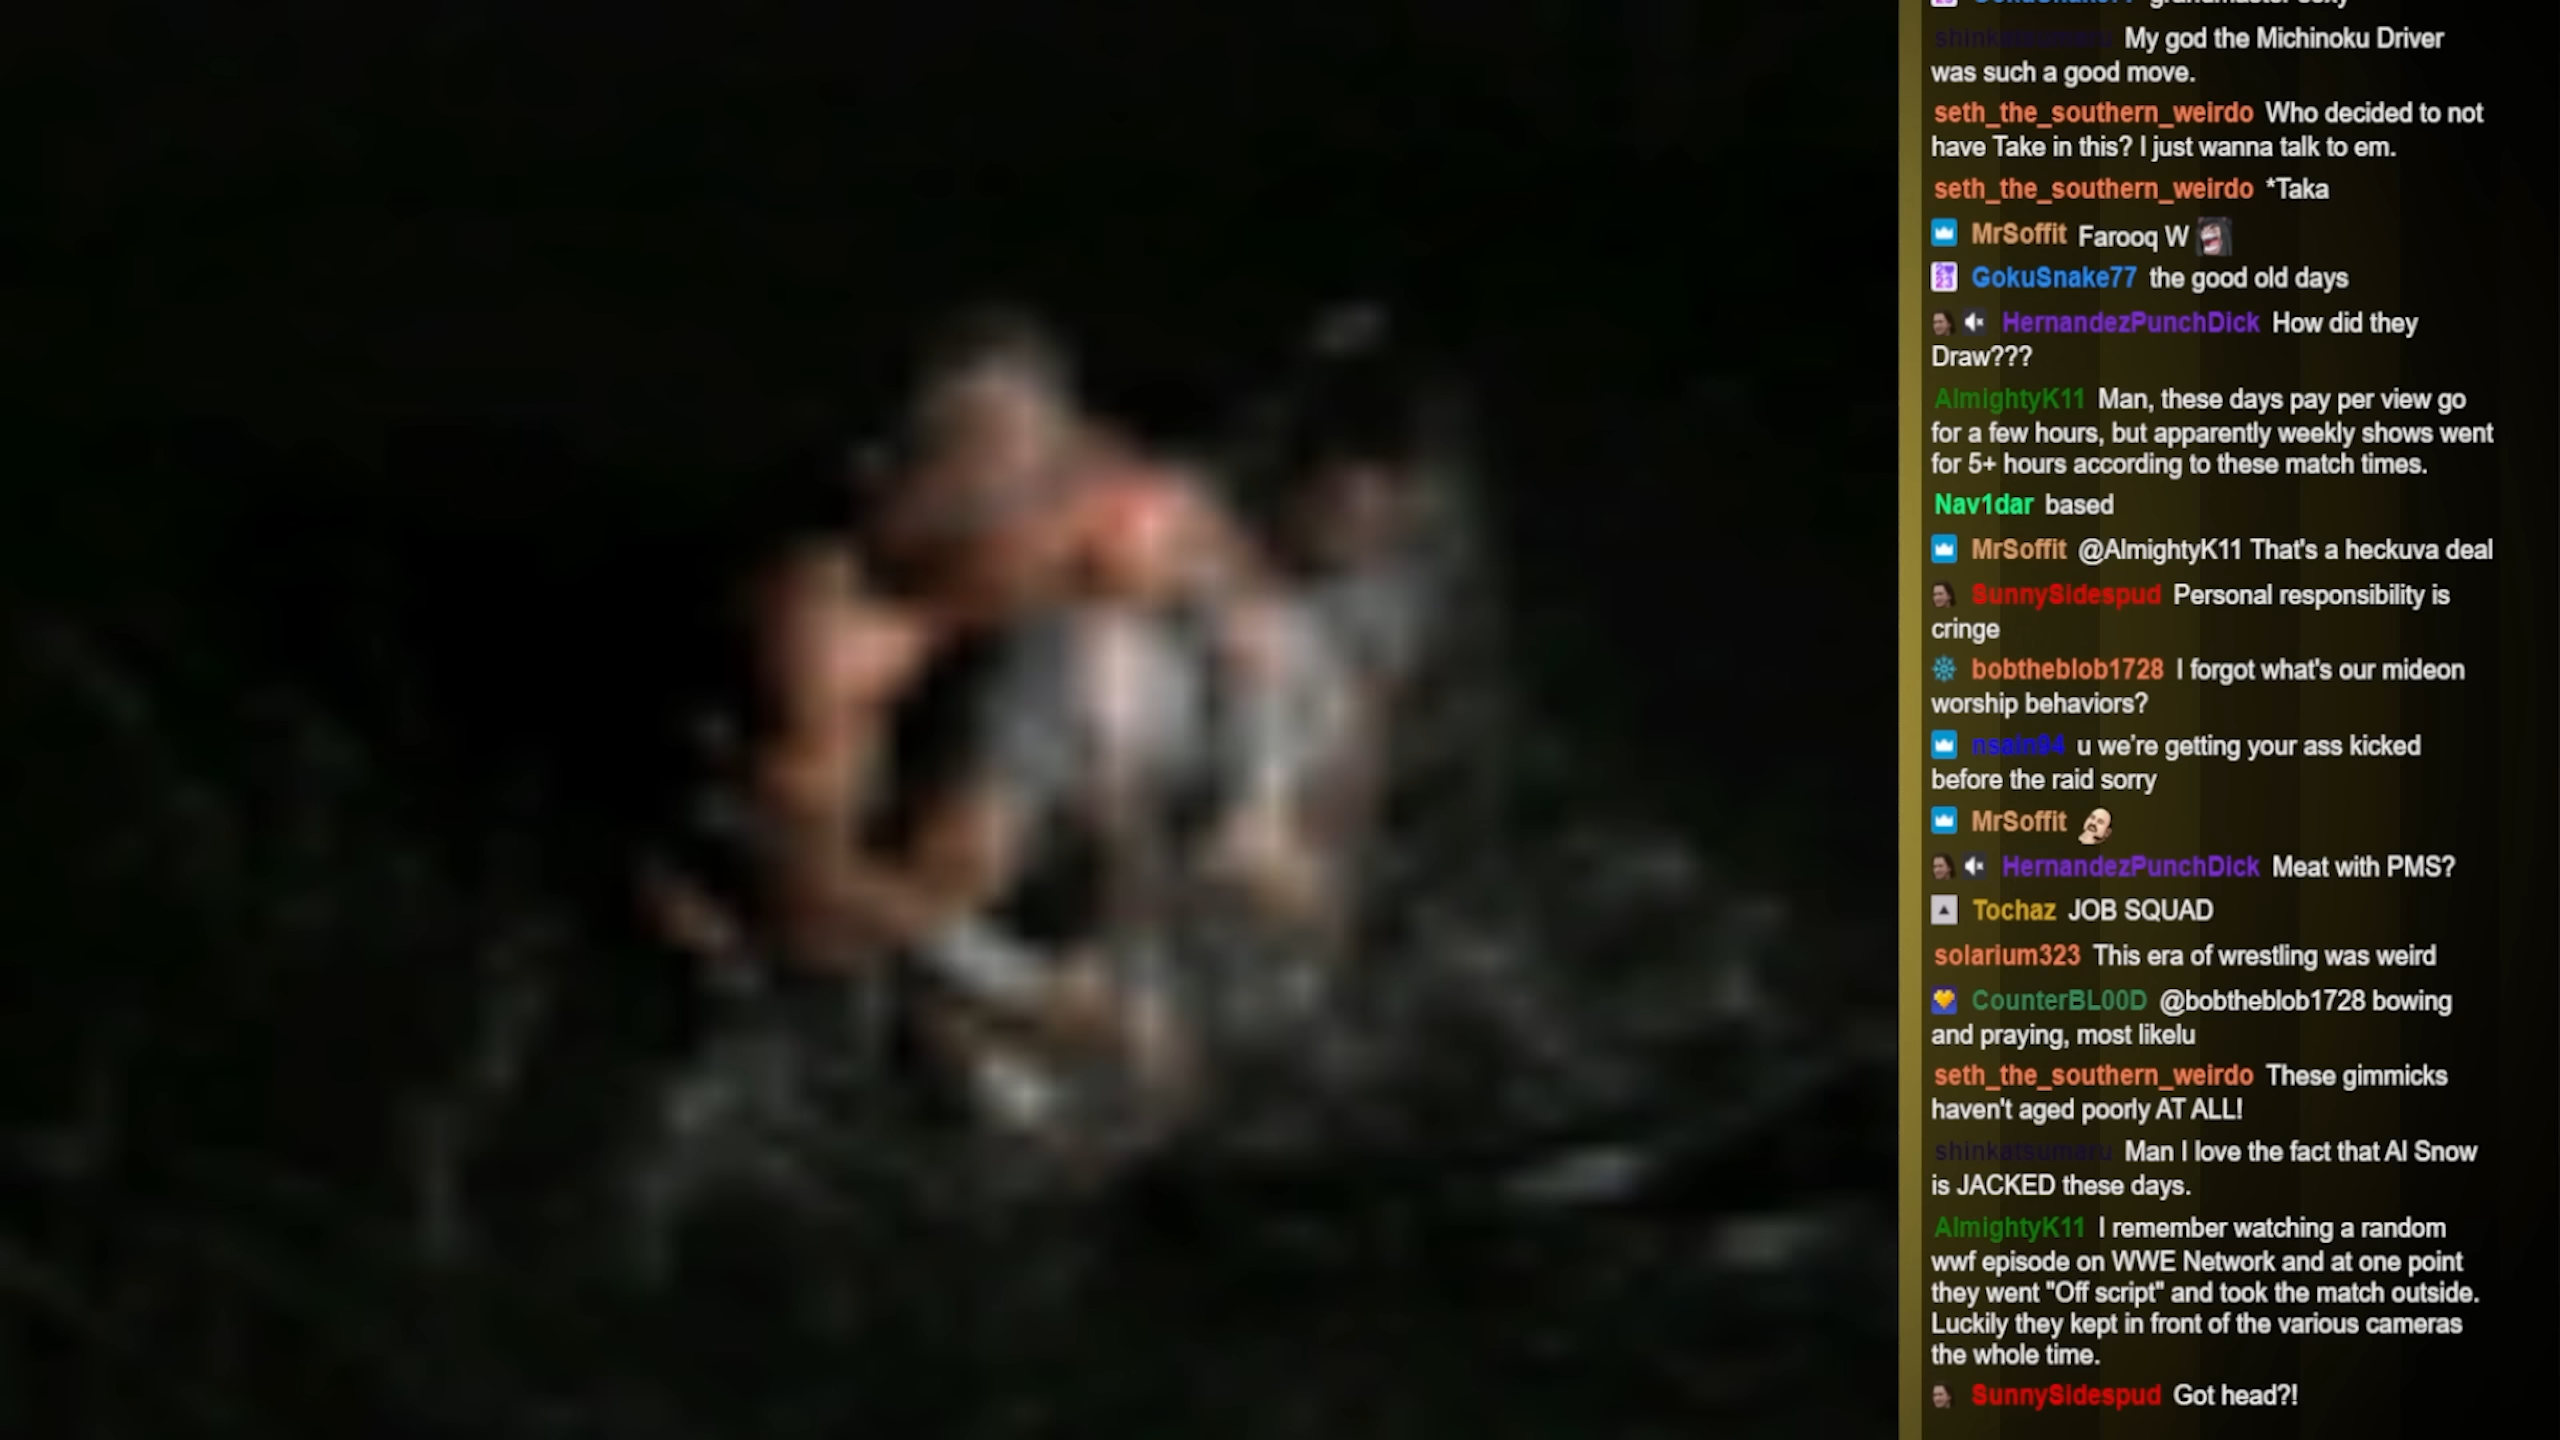 My god the Michinoku Driver
was such a good move.
seth_the_southern_weirdo Who decided to not
have Take in this? I just wanna talk to em.
seth_the_southern_weirdo *Taka
MrSoffit Farooq W
GokuSnake77 the good old days
HernandezPunchDick How did they
Draw???
AlmightyK11 Man, these days pay per view go
for a few hours, but apparently weekly shows went
for 5+ hours according to these match times.
Nav1dar based
MrSoffit @AlmightyK11 That's a heckuva deal
SunnySidespud Personal responsibility is
cringe
bobtheblob1728 I forgot what's our mideon
worship behaviors?
nsain94 u we're getting your ass kicked
before the raid sorry
MrSoffit
HernandezPunchDick Meat with PMS?
Tochaz JOB SQUAD
solarium323 This era of wrestling was weird
CounterBL00D @bobtheblob1728 bowing
and praying, most likelu
seth_the_southern_weirdo These gimmicks
haven't aged poorly AT ALL!
shinkatsumaru Man I love the fact that Al Snow
is JACKED these days.
AlmightyK11 I remember watching a random
wwf episode on WWE Network and at one point
they went "Off script" and took the match outside.
Luckily they kept in front of the various cameras
the whole time.
SunnySidespud Got head?!